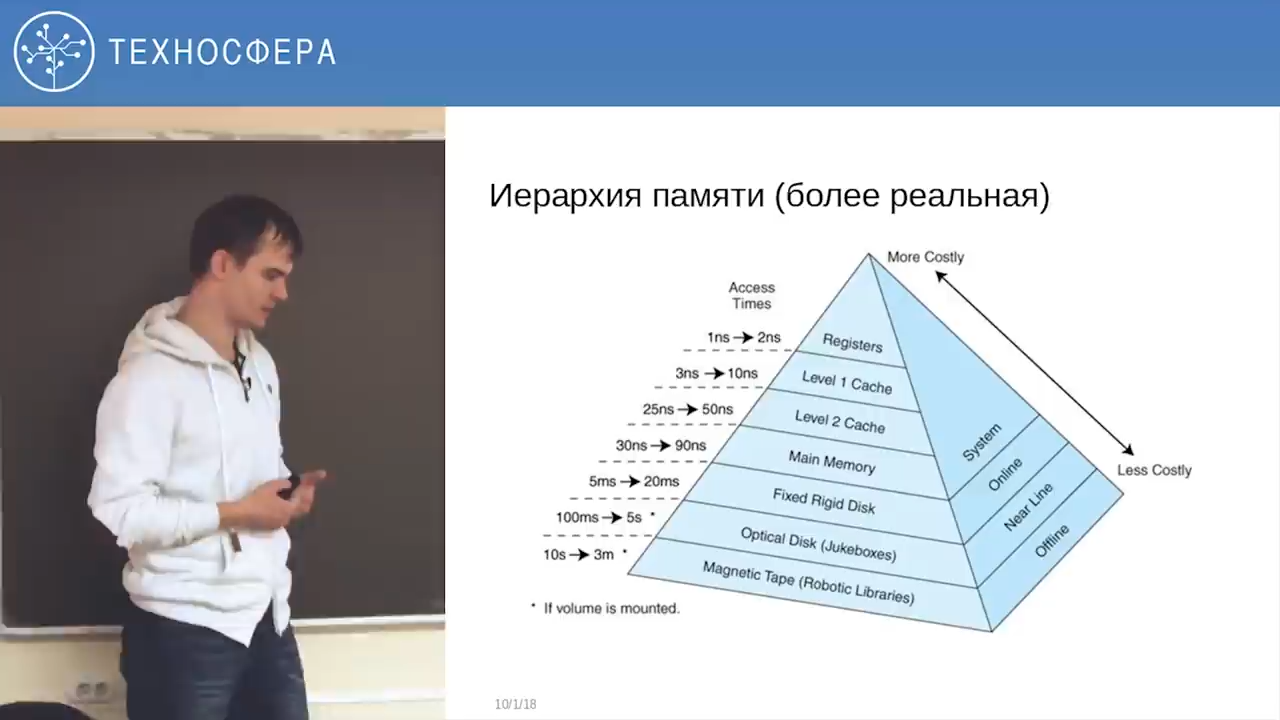 ТЕХНОСФЕРА
Иерархия памяти (более реальная)
More Costly
Access
Times
1ns → 2ns
Registers
3ns → 10ns
Level 1 Cache
25ns → 50ns
Level 2 Cache
30ns → 90ns
Main Memory
System
5ms → 20ms
Fixed Rigid Disk
Online
Less Costly
100ms → 5s *
Optical Disk (Jukeboxes)
Near Line
10s → 3m *
Magnetic Tape (Robotic Libraries)
Offline
* If volume is mounted.
10/1/18